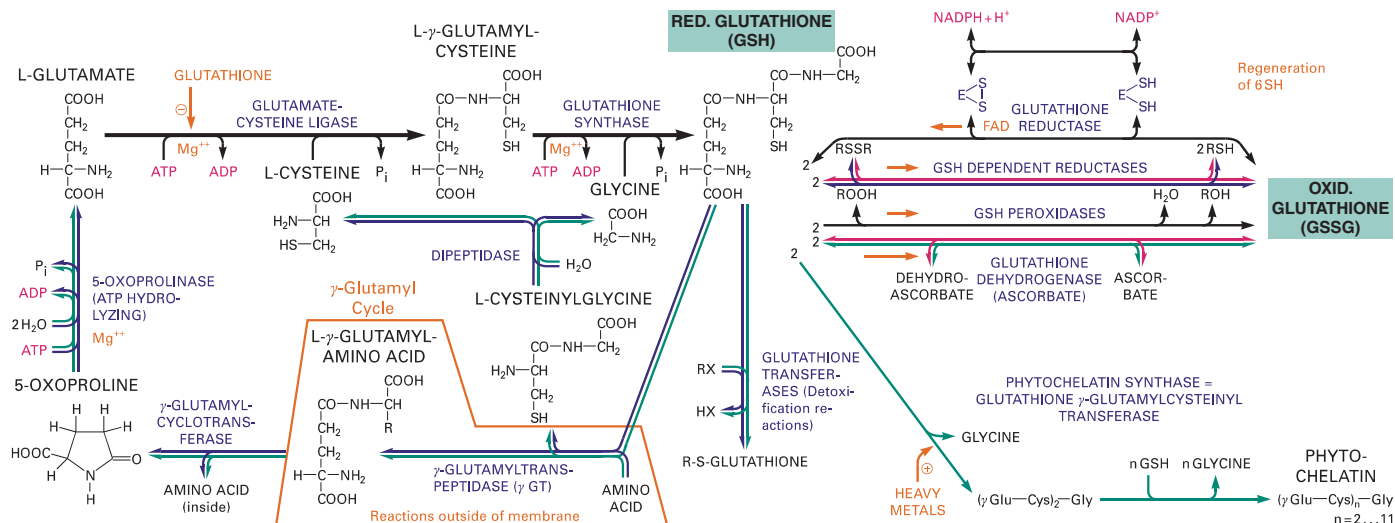 NADPH + H+
NADP+
RED. GLUTATHIONE
(GSH)
L-γ-GLUTAMYL-
CYSTEINE
COOH
CO—NH—CH2
L-GLUTAMATE
GLUTATHIONE
COOH
CO—NH—CH
CH2
SH
CO—NH—CH
CH2
SH
E
S
S
E
SH
SH
Regeneration
of 6SH
COOH
CH2
CH2
H—C—NH2
COOH
⊖
GLUTAMATE-
CYSTEINE LIGASE
CH2
CH2
H—C—NH2
COOH
GLUTATHIONE
SYNTHASE
CH2
CH2
H—C—NH2
COOH
GLUTATHIONE
REDUCTASE
FAD
Mg++
ATP
ADP
L-CYSTEINE
Pi
Mg++
ATP
ADP
GLYCINE
Pi
2
RSSR
2RSH
2
GSH DEPENDENT REDUCTASES
COOH
H2N—CH
HS—CH2
COOH
H2C—NH2
ROOH
H2O
ROH
OXID.
GLUTATHIONE
(GSSG)
2
GSH PEROXIDASES
2
2
DIPEPTIDASE
H2O
DEHYDRO-
ASCORBATE
GLUTATHIONE
DEHYDROGENASE
(ASCORBATE)
ASCOR-
BATE
Pi
ADP
2H2O
ATP
5-OXOPROLINASE
(ATP HYDRO-
LYZING)
Mg++
γ-Glutamyl
Cycle
L-CYSTEINYLGLYCINE
COOH
CO—NH—CH2
H2N—CH
CH2
SH
L-γ-GLUTAMYL-
AMINO ACID
COOH
CO—NH—CH
R
CH2
CH2
H—C—NH2
COOH
RX
HX
GLUTATHIONE
TRANSFER-
ASES (Detox-
ification re-
actions)
R-S-GLUTATHIONE
5-OXOPROLINE
H
H
H
H
HOOC
N
O
H
γ-GLUTAMYL-
CYCLOTRANS-
FERASE
AMINO ACID
(inside)
γ-GLUTAMYLTRANS-
PEPTIDASE (γ GT)
AMINO
ACID
Reactions outside of membrane
PHYTOCHELATIN SYNTHASE =
GLUTATHIONE γ-GLUTAMYLCYSTEINYL
TRANSFERASE
GLYCINE
⊕
HEAVY
METALS
(γ Glu—Cys)2—Gly
n GSH
n GLYCINE
PHYTO-
CHELATIN
(γ Glu—Cys)n—Gly
n = 2 ... 11